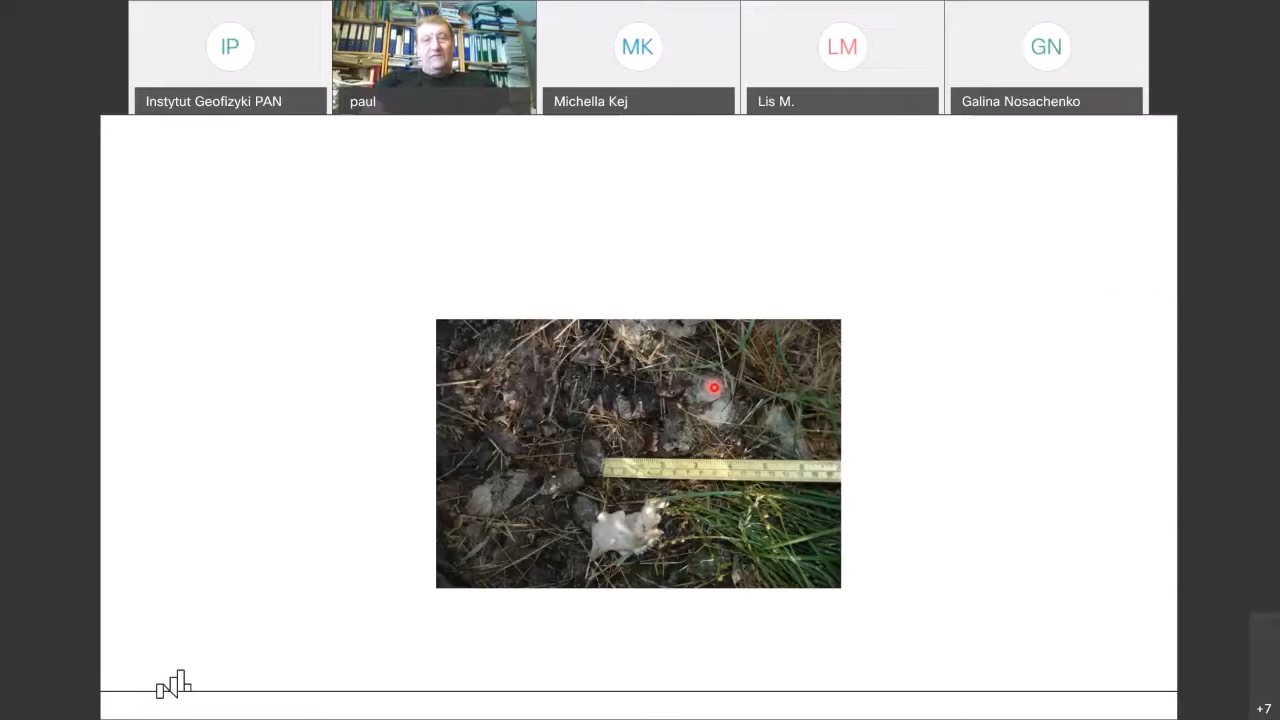 IP
Instytut Geofizyki PAN
paul
MK
Michella Kej
LM
Lis M.
GN
Galina Nosachenko
+7